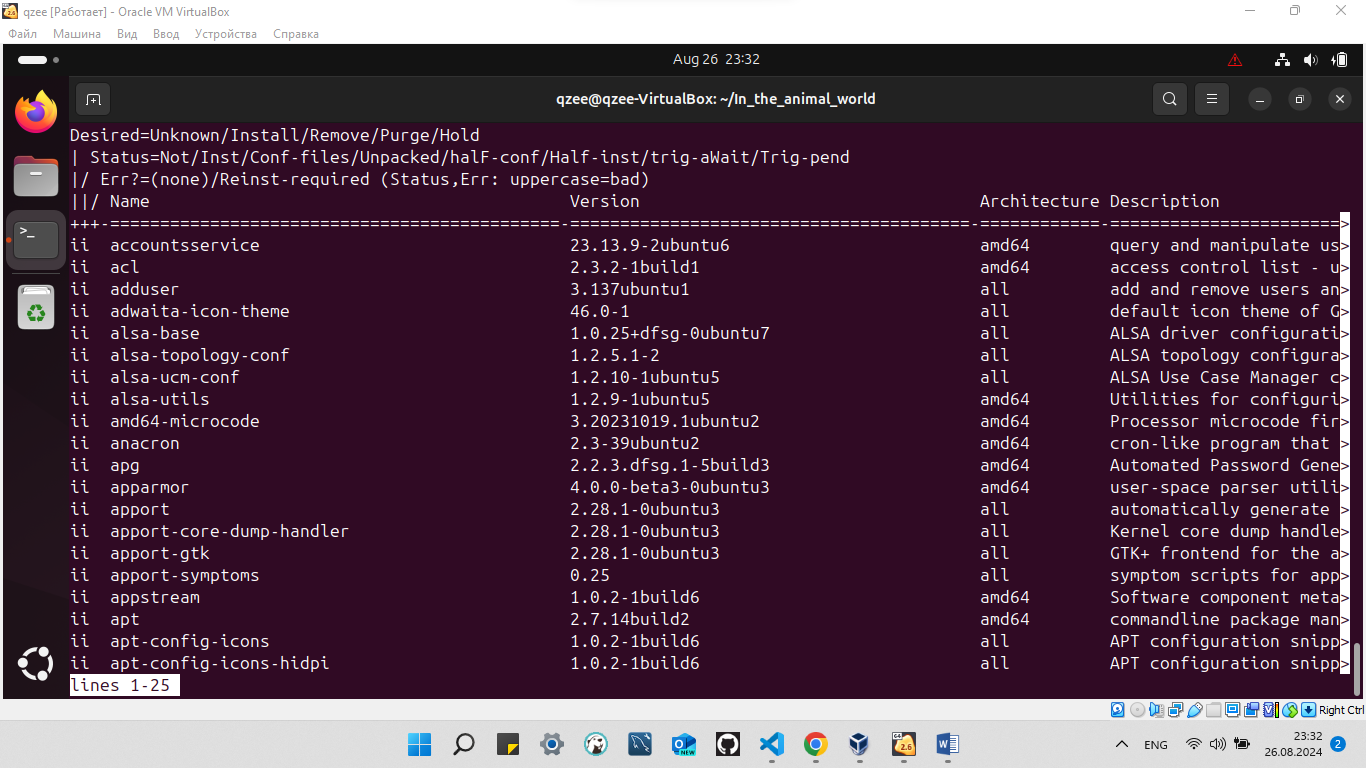 qzee [Работает] - Oracle VM VirtualBox
Файл Машина Вид Ввод Устройства Справка
Aug 26 23:32
qzee@qzee-VirtualBox: ~/In_the_animal_world
Desired=Unknown/Install/Remove/Purge/Hold
| Status=Not/Inst/Conf-files/Unpacked/halF-conf/Half-inst/trig-aWait/Trig-pend
|/ Err?=(none)/Reinst-required (Status,Err: uppercase=bad)
||/ Name Version Architecture Description
+++-=============================================-========================================-============-=======================>
ii accountsservice 23.13.9-2ubuntu6 amd64 query and manipulate us>
ii acl 2.3.2-1build1 amd64 access control list - u>
ii adduser 3.137ubuntu1 all add and remove users an>
ii adwaita-icon-theme 46.0-1 all default icon theme of G>
ii alsa-base 1.0.25+dfsg-0ubuntu7 all ALSA driver configurati>
ii alsa-topology-conf 1.2.5.1-2 all ALSA topology configura>
ii alsa-ucm-conf 1.2.10-1ubuntu5 all ALSA Use Case Manager c>
ii alsa-utils 1.2.9-1ubuntu5 amd64 Utilities for configuri>
ii amd64-microcode 3.20231019.1ubuntu2 amd64 Processor microcode fir>
ii anacron 2.3-39ubuntu2 amd64 cron-like program that >
ii apg 2.2.3.dfsg.1-5build3 amd64 Automated Password Gene>
ii apparmor 4.0.0-beta3-0ubuntu3 amd64 user-space parser utili>
ii apport 2.28.1-0ubuntu3 all automatically generate >
ii apport-core-dump-handler 2.28.1-0ubuntu3 all Kernel core dump handle>
ii apport-gtk 2.28.1-0ubuntu3 all GTK+ frontend for the a>
ii apport-symptoms 0.25 all symptom scripts for app>
ii appstream 1.0.2-1build6 amd64 Software component meta>
ii apt 2.7.14build2 amd64 commandline package man>
ii apt-config-icons 1.0.2-1build6 all APT configuration snipp>
ii apt-config-icons-hidpi 1.0.2-1build6 all APT configuration snipp>
lines 1-25
Right Ctrl
ENG 23:32 2
26.08.2024